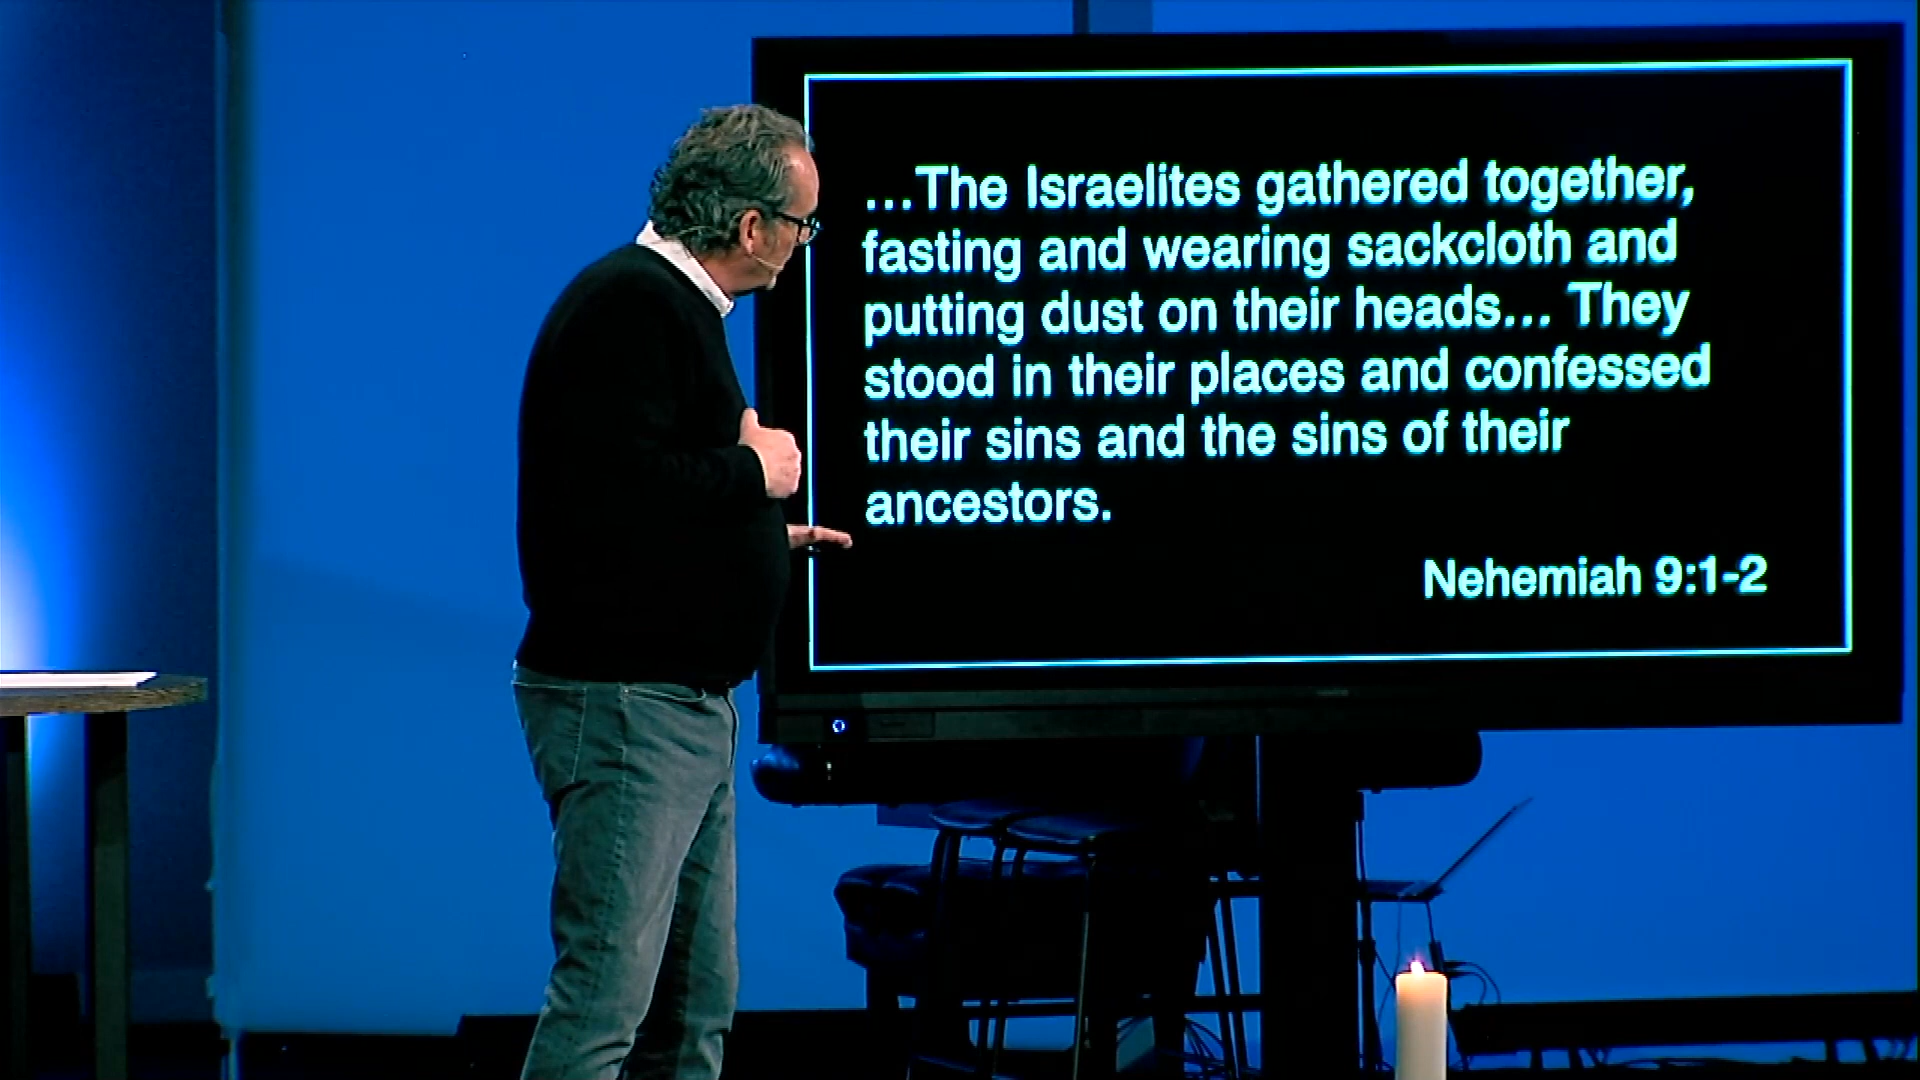 ...The Israelites gathered together,
fasting and wearing sackcloth and
putting dust on their heads... They
stood in their places and confessed
their sins and the sins of their
ancestors.
Nehemiah 9:1-2